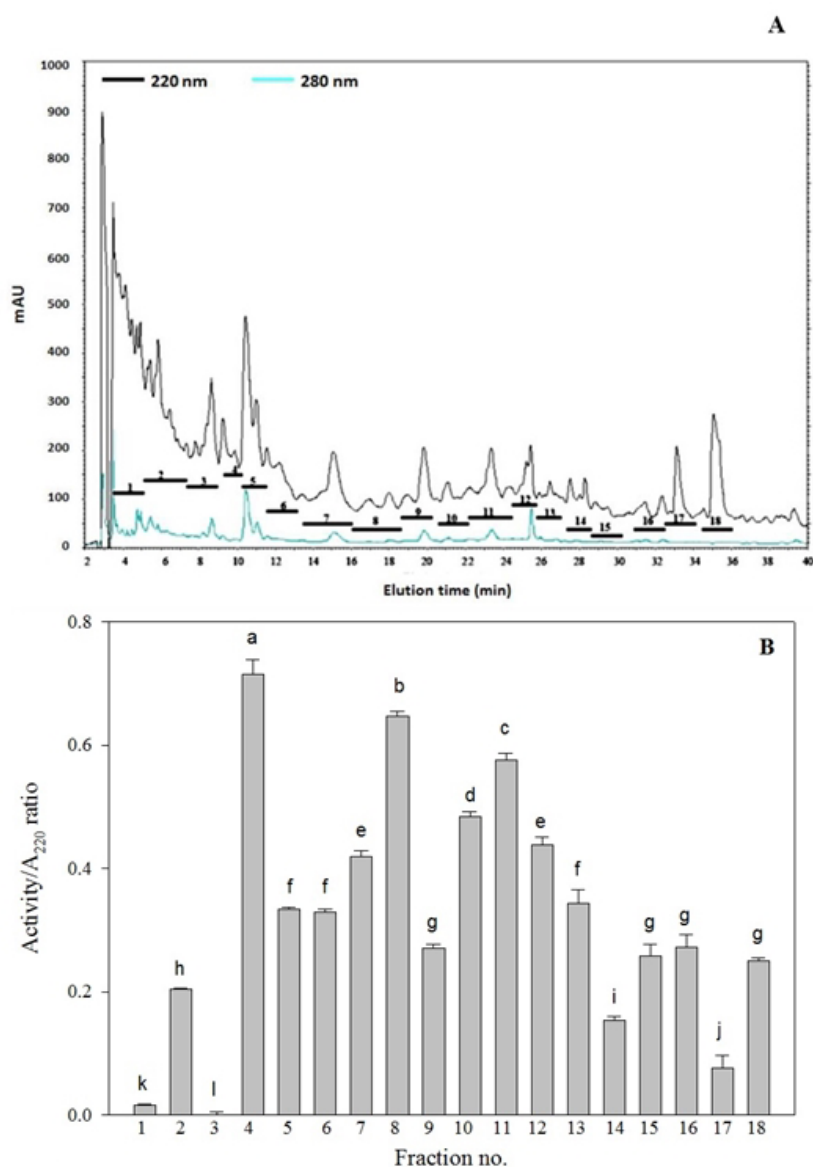 A
1000
900
800
700
600
500
400
300
200
100
0
mAU
220 nm 280 nm
1 2 3 4 5 6 7 8 9 10 11 12 13 14 15 16 17 18
2 4 6 8 10 12 14 16 18 20 22 24 26 28 30 32 34 36 38 40
Elution time (min)
B
0.8
0.6
0.4
0.2
0.0
Activity/A220 ratio
k h l a f f e b g d c e f i g g j g
1 2 3 4 5 6 7 8 9 10 11 12 13 14 15 16 17 18
Fraction no.